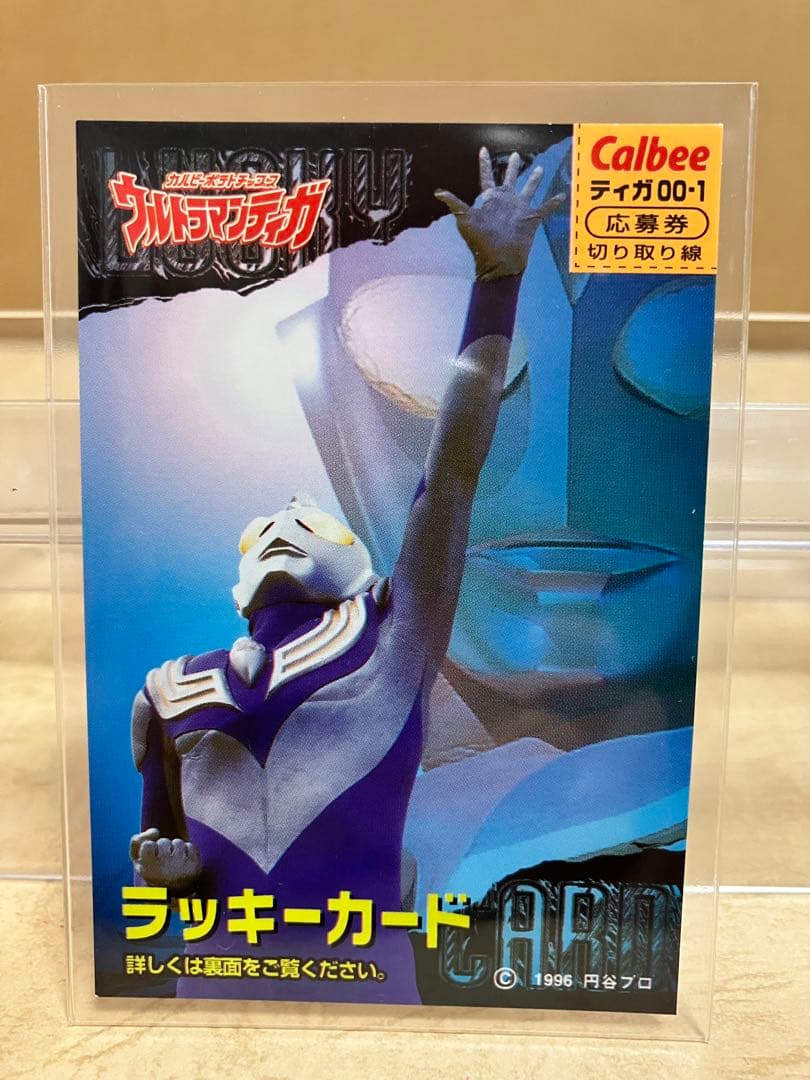 LUCKY
カルビーポテトチップス
ウルトラマンティガ
Calbee
ティガ00-1
応募券
切り取り線
ラッキーカード
詳しくは裏面をご覧ください。
CARD
© 1996 円谷プロ